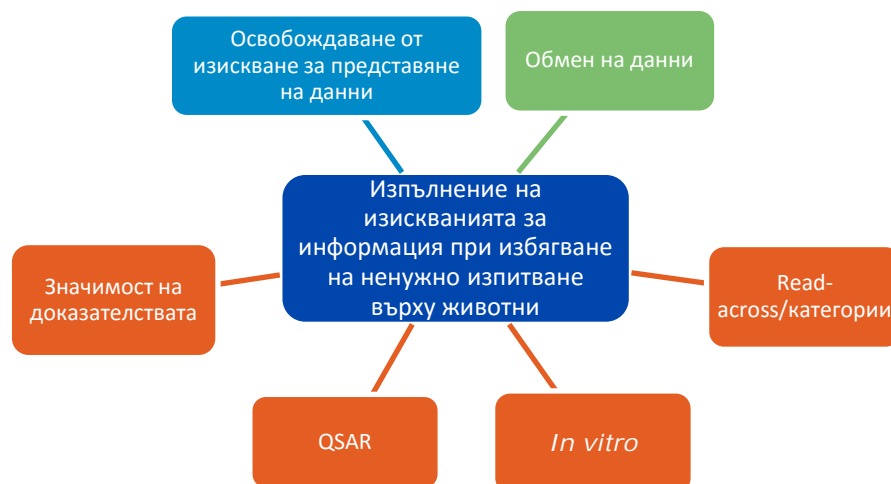 Освобождаване от
изискване за представяне
на данни
Обмен на данни
Изпълнение на
изискванията за
информация при избягване
на ненужно изпитване
върху животни
Значимост на
доказателствата
Read-
across/категории
QSAR
In vitro